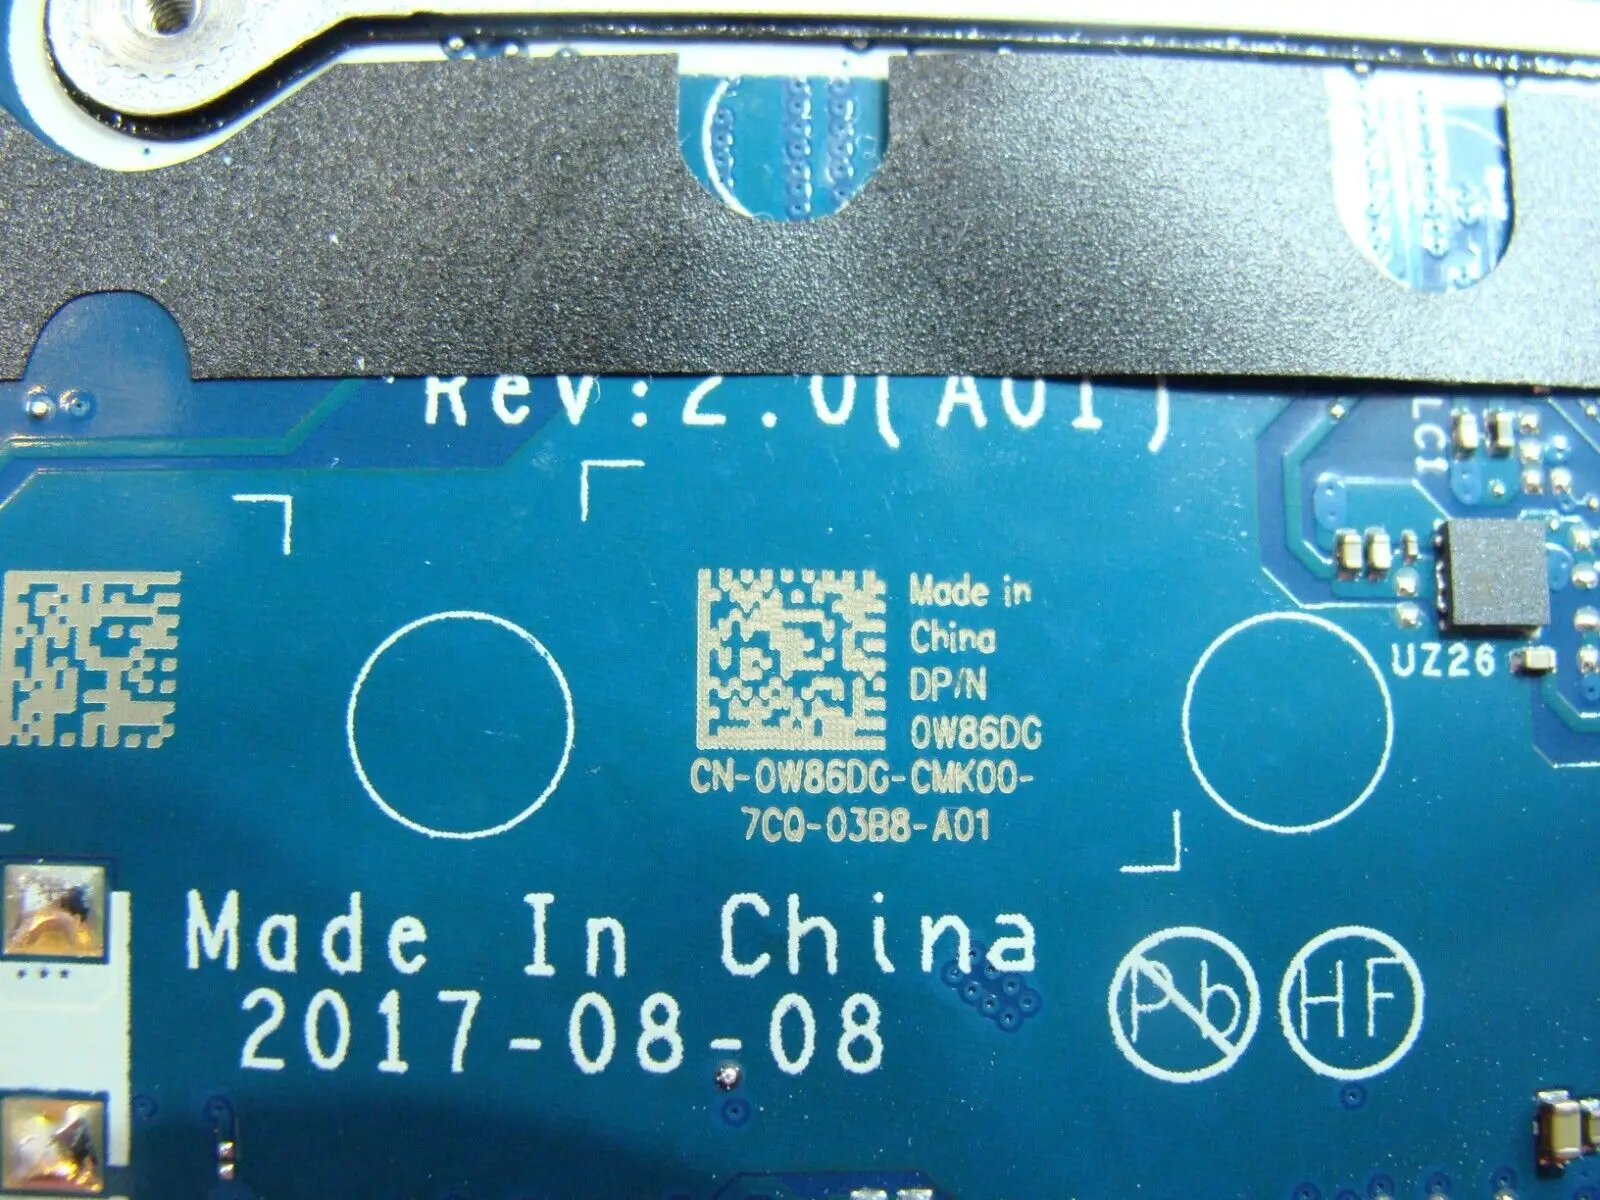 Rev:2.0(A01)
LCI
Made in
China
DP/N
0W86DG
CN-0W86DG-CMK00-
7CQ-03B8-A01
UZ26
Made In China
2017-08-08
Pb
HF